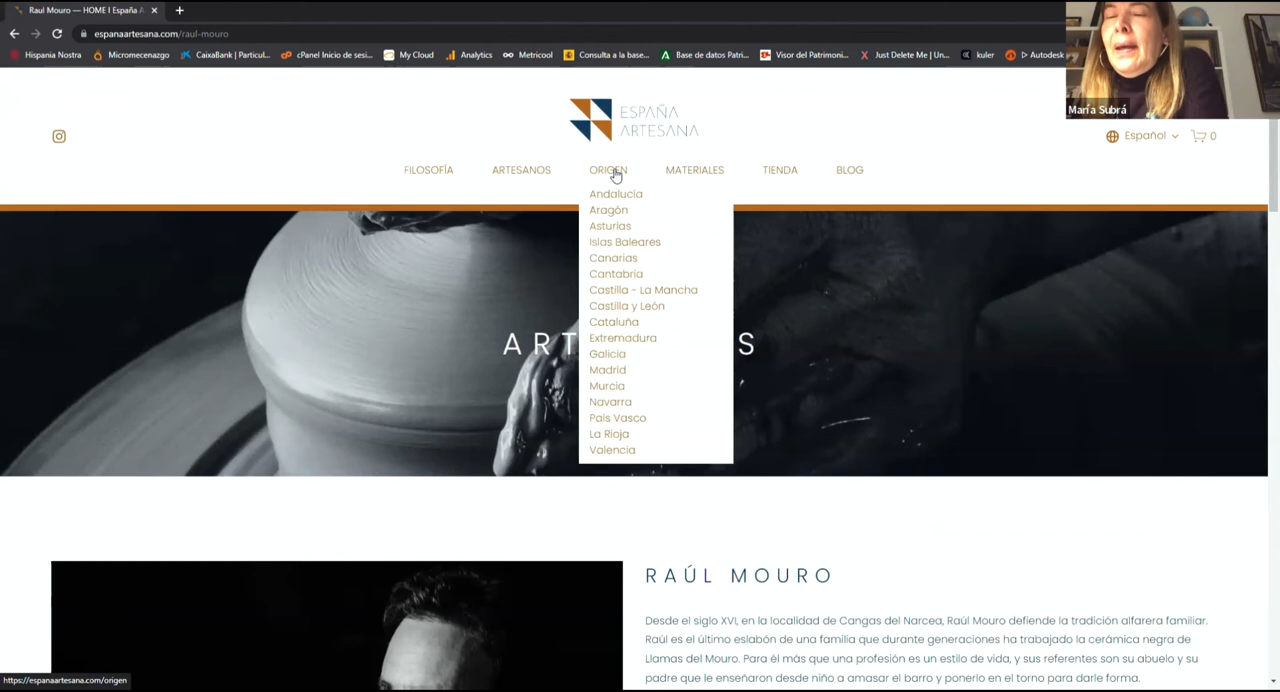 Raul Mouro — HOME I España A
espanaartesana.com/raul-mouro
Hispania Nostra
Micromecenazgo
CaixaBank | Particul...
cPanel Inicio de sesi...
My Cloud
Analytics
Metricool
Consulta a la base...
Base de datos Patri...
Visor del Patrimoni...
Just Delete Me | Un...
kuler
Autodesk
María Subrá
ESPAÑA
ARTESANA
Español
0
FILOSOFÍA ARTESANOS ORIGEN MATERIALES TIENDA BLOG
Andalucía
Aragón
Asturias
Islas Baleares
Canarias
Cantabria
Castilla - La Mancha
Castilla y León
Cataluña
Extremadura
Galicia
Madrid
Murcia
Navarra
País Vasco
La Rioja
Valencia
ART S
RAÚL MOURO
Desde el siglo XVI, en la localidad de Cangas del Narcea, Raúl Mouro defiende la tradición alfarera familiar.
Raúl es el último eslabón de una familia que durante generaciones ha trabajado la cerámica negra de
Llamas del Mouro. Para él más que una profesión es un estilo de vida, y sus referentes son su abuelo y su
padre que le enseñaron desde niño a amasar el barro y ponerlo en el torno para darle forma.
https://espanaartesana.com/origen